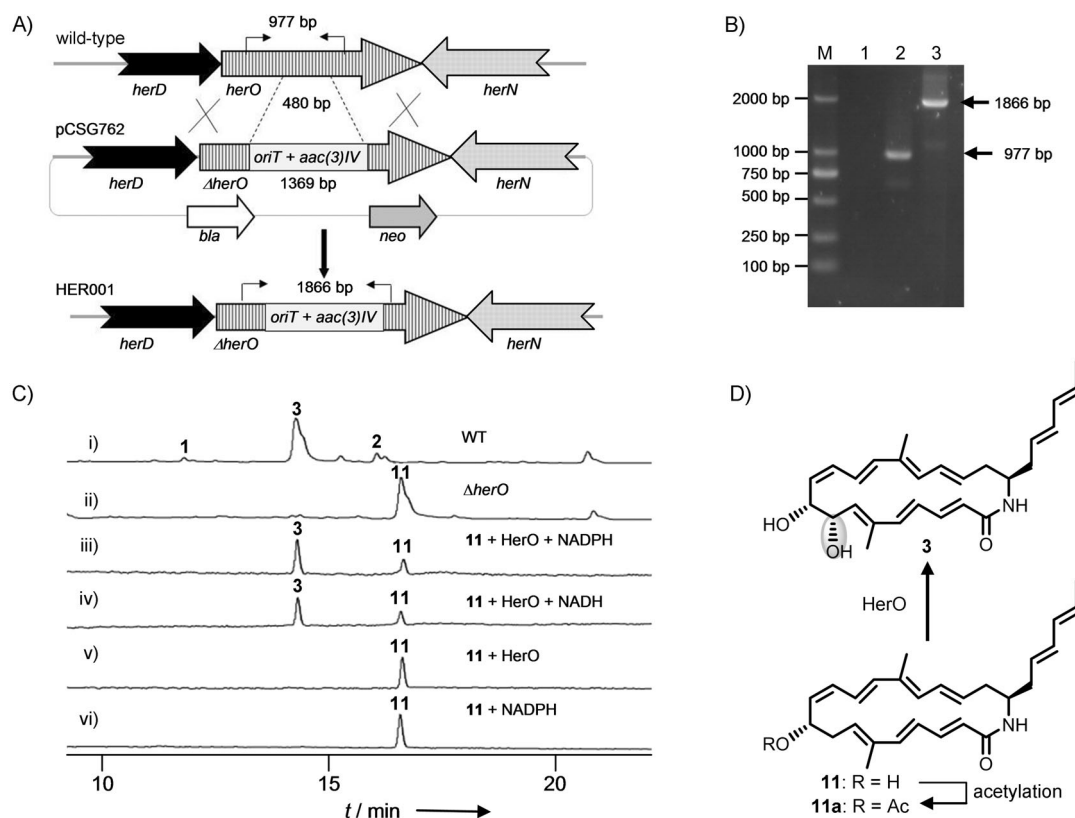 A)
wild-type
977 bp
herD
herO
herN
480 bp
pCSG762
oriT + aac(3)IV
herD
ΔherO
1369 bp
herN
bla
neo
HER001
1866 bp
oriT + aac(3)IV
herD
ΔherO
herN
B)
M 1 2 3
2000 bp
1866 bp
1000 bp
977 bp
750 bp
500 bp
250 bp
100 bp
C)
i)
1
3
2
WT
ii)
11
ΔherO
iii)
3
11
11 + HerO + NADPH
iv)
3
11
11 + HerO + NADH
v)
11
11 + HerO
vi)
11
11 + NADPH
10 15 20
t / min
D)
HO
OH
N
H
O
3
HerO
RO
N
H
O
11: R = H
acetylation
11a R = Ac